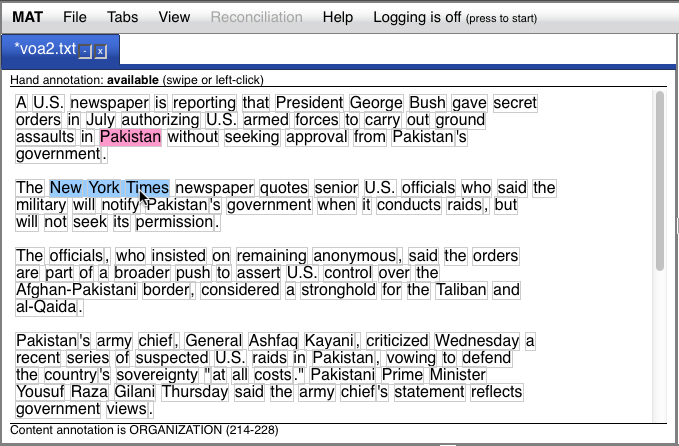 MAT File Tabs View Reconciliation Help Logging is off (press to start)
*voa2.txt - x
Hand annotation: available (swipe or left-click)
A U.S. newspaper is reporting that President George Bush gave secret
orders in July authorizing U.S. armed forces to carry out ground
assaults in Pakistan without seeking approval from Pakistan's
government.
The New York Times newspaper quotes senior U.S. officials who said the
military will notify Pakistan's government when it conducts raids, but
will not seek its permission.
The officials, who insisted on remaining anonymous, said the orders
are part of a broader push to assert U.S. control over the
Afghan-Pakistani border, considered a stronghold for the Taliban and
al-Qaida.
Pakistan's army chief, General Ashfaq Kayani, criticized Wednesday a
recent series of suspected U.S. raids in Pakistan, vowing to defend
the country's sovereignty "at all costs." Pakistani Prime Minister
Yousuf Raza Gilani Thursday said the army chief's statement reflects
government views.
Content annotation is ORGANIZATION (214-228)